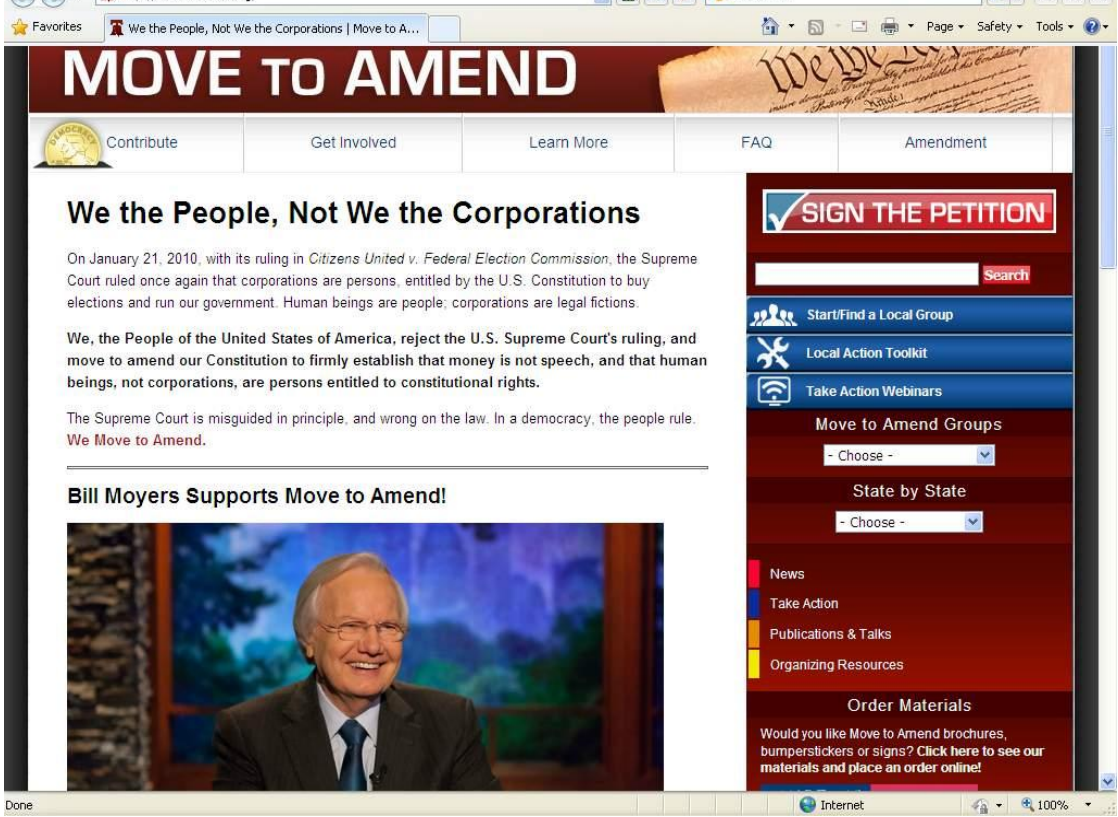 Favorites
We the People, Not We the Corporations | Move to A...
Page
Safety
Tools
MOVE TO AMEND
We the Peo
Article
DEMOCRACY
Contribute
Get Involved
Learn More
FAQ
Amendment
We the People, Not We the Corporations
On January 21, 2010, with its ruling in Citizens United v. Federal Election Commission, the Supreme
Court ruled once again that corporations are persons, entitled by the U.S. Constitution to buy
elections and run our government. Human beings are people; corporations are legal fictions.
We, the People of the United States of America, reject the U.S. Supreme Court's ruling, and
move to amend our Constitution to firmly establish that money is not speech, and that human
beings, not corporations, are persons entitled to constitutional rights.
The Supreme Court is misguided in principle, and wrong on the law. In a democracy, the people rule.
We Move to Amend.
Bill Moyers Supports Move to Amend!
SIGN THE PETITION
Search
Start/Find a Local Group
Local Action Toolkit
Take Action Webinars
Move to Amend Groups
- Choose -
State by State
- Choose -
News
Take Action
Publications & Talks
Organizing Resources
Order Materials
Would you like Move to Amend brochures,
bumperstickers or signs? Click here to see our
materials and place an order online!
Done
Internet
100%